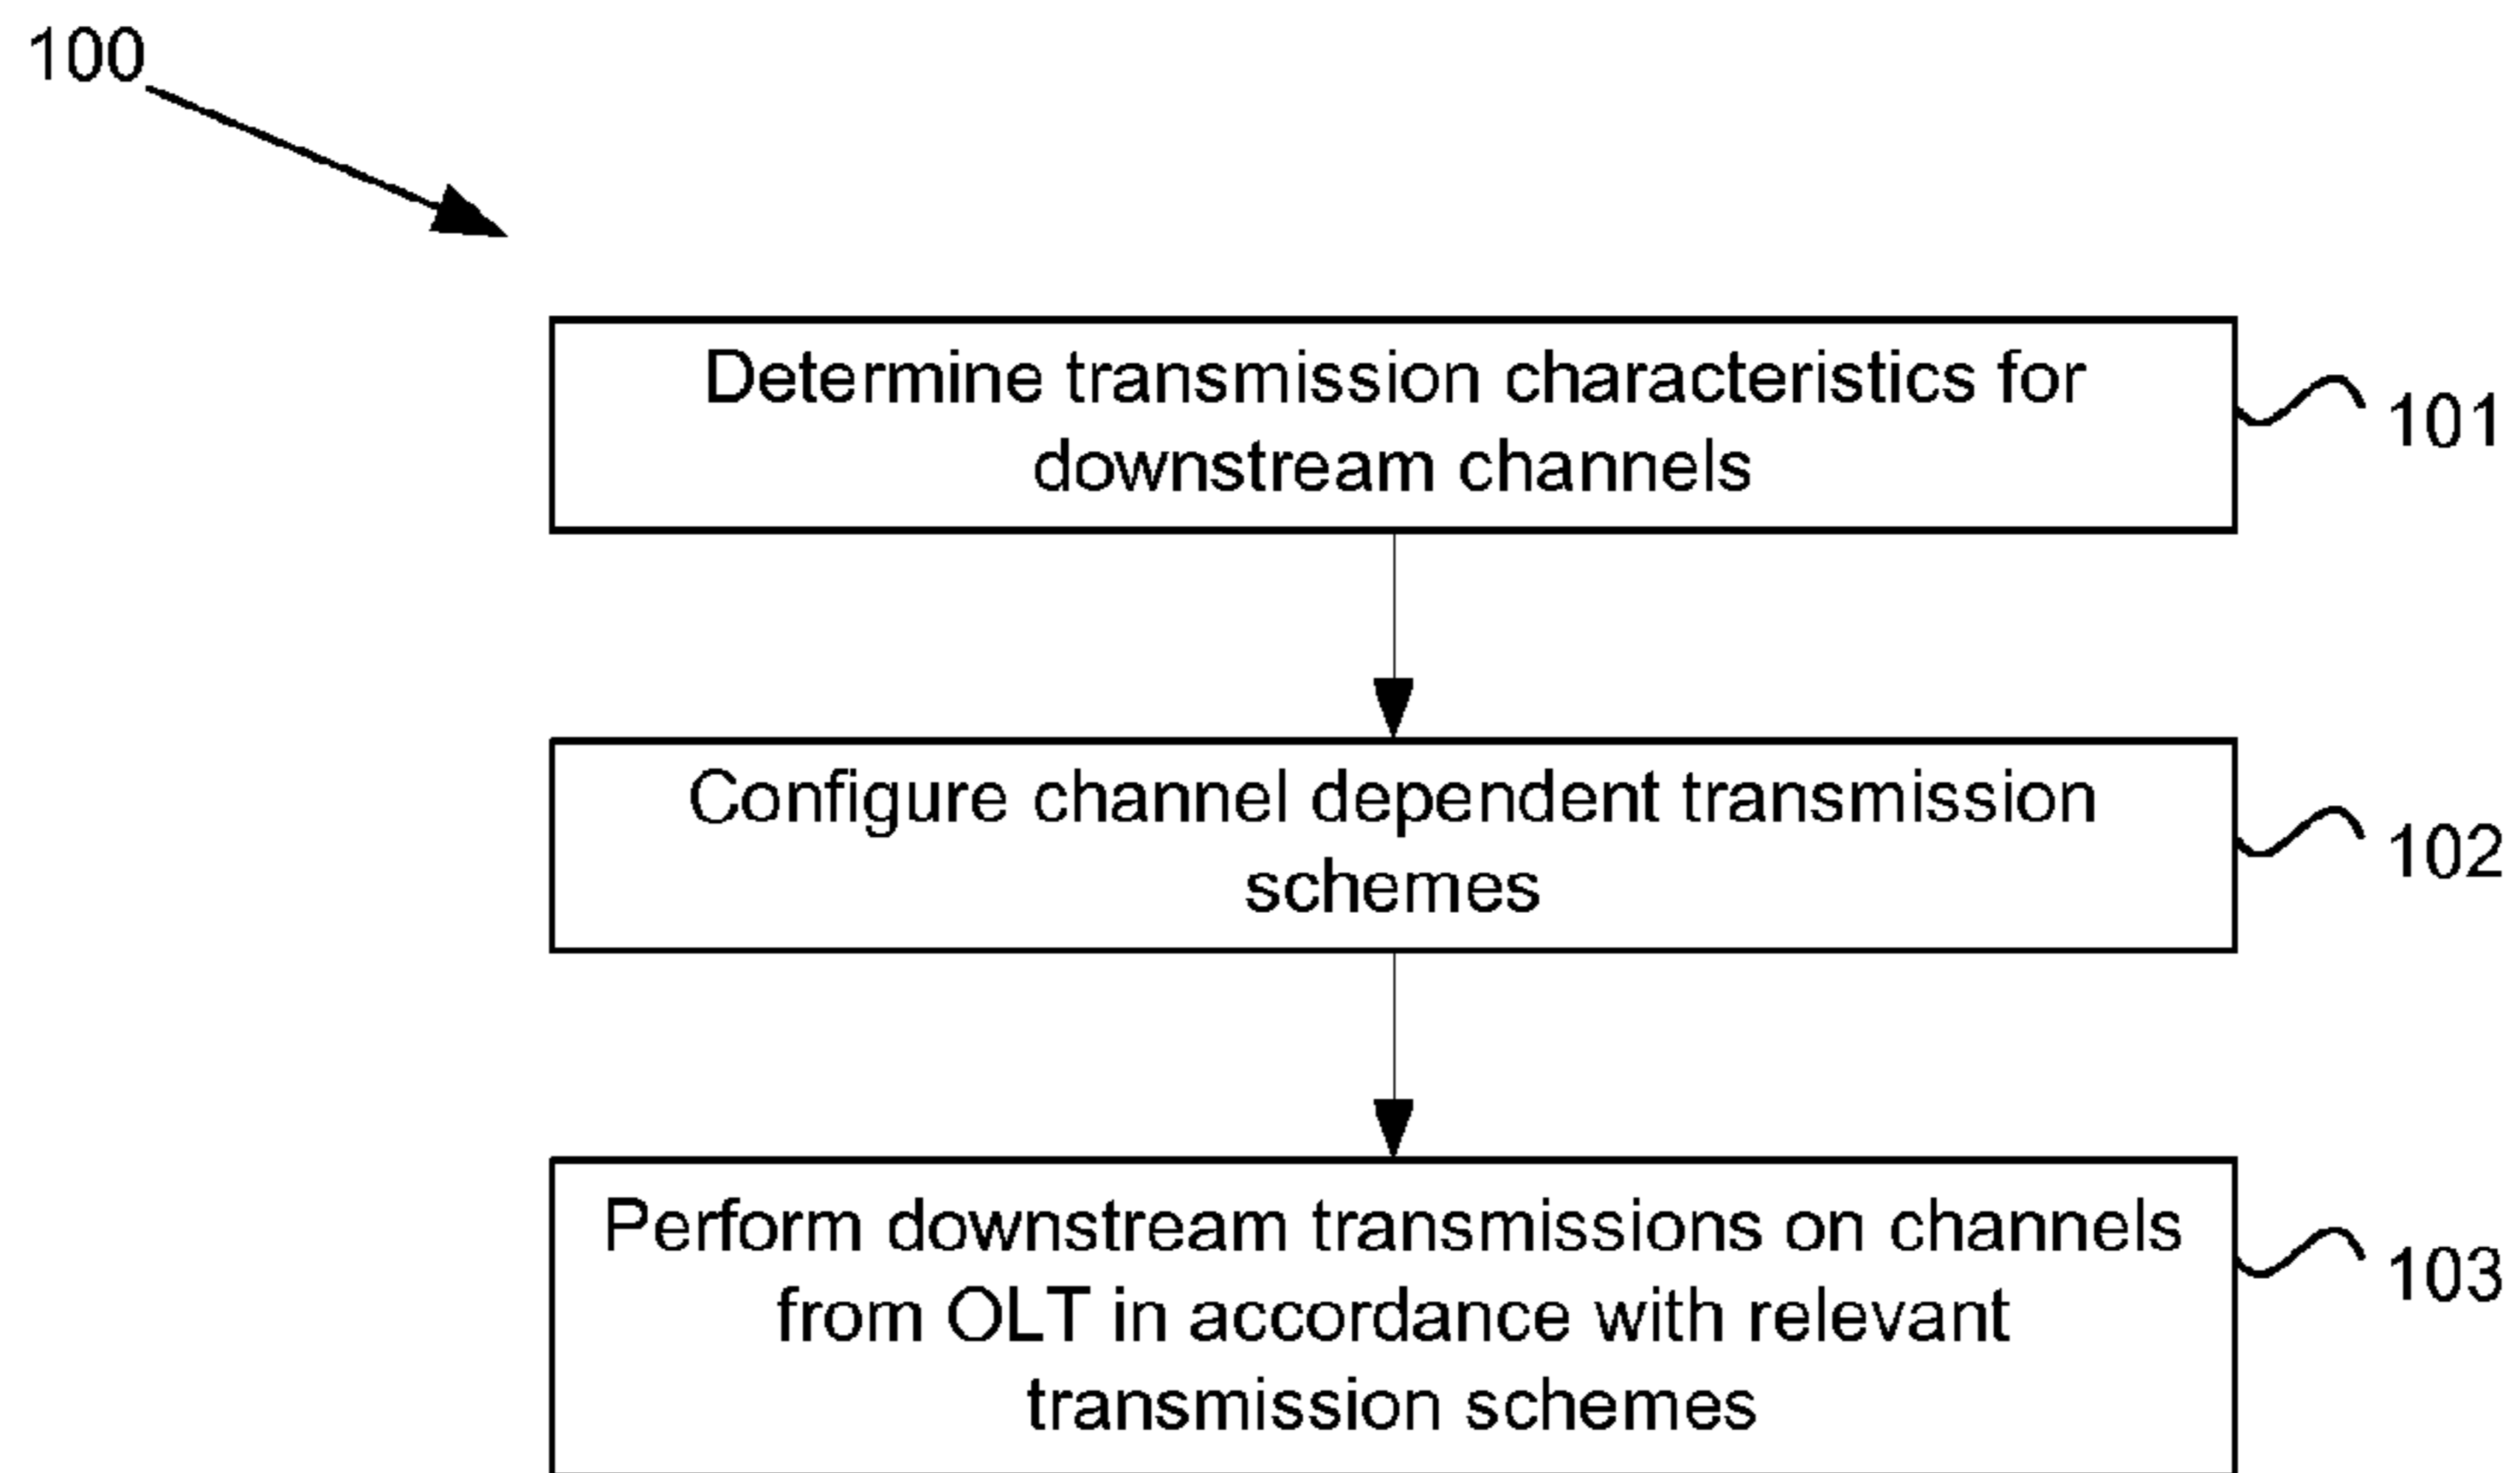 100
Determine transmission characteristics for
downstream channels
101
Configure channel dependent transmission
schemes
102
Perform downstream transmissions on channels
from OLT in accordance with relevant
transmission schemes
103